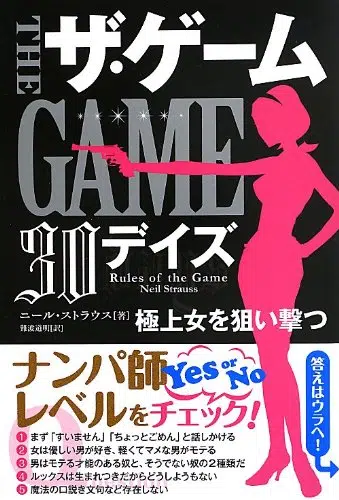 THE
ザ・ゲーム
GAME
30デイズ
Rules of the Game
Neil Strauss
ニール・ストラウス[著]
難波道明[訳]
極上女を狙い撃つ
ナンパ師
Yes or No
レベルをチェック!
答えはウラへ!
1 まず「すいません」「ちょっとごめん」と話しかける
2 女は優しい男が好き、軽くてマメな男がモテる
3 男はモテる才能のある奴と、そうでない奴の2種類だ
4 ルックスは生まれつきだからどうしようもない
5 魔法の口説き文句など存在しない